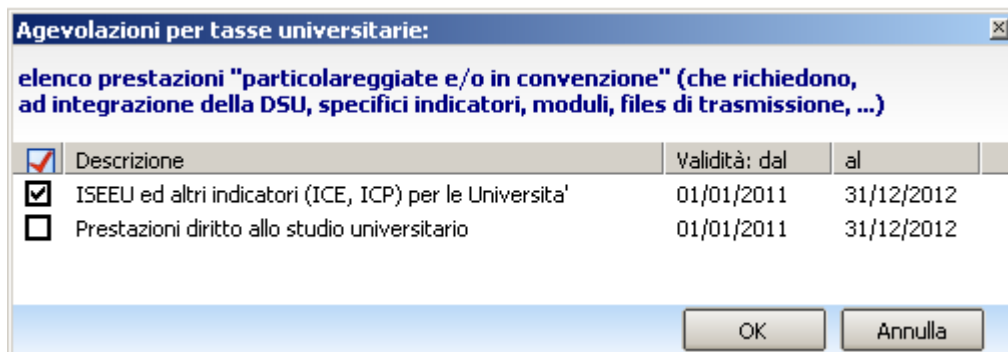 Agevolazioni per tasse universitarie:
elenco prestazioni "particolareggiate e/o in convenzione" (che richiedono,
ad integrazione della DSU, specifici indicatori, moduli, files di trasmissione, ...)
Descrizione Validità: dal al
ISEEU ed altri indicatori (ICE, ICP) per le Universita' 01/01/2011 31/12/2012
Prestazioni diritto allo studio universitario 01/01/2011 31/12/2012
OK Annulla